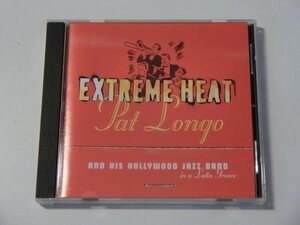 EXTREME HEAT
Pat Longo
AND HIS HOLLYWOOD JAZZ BAND
in a Latin Groove